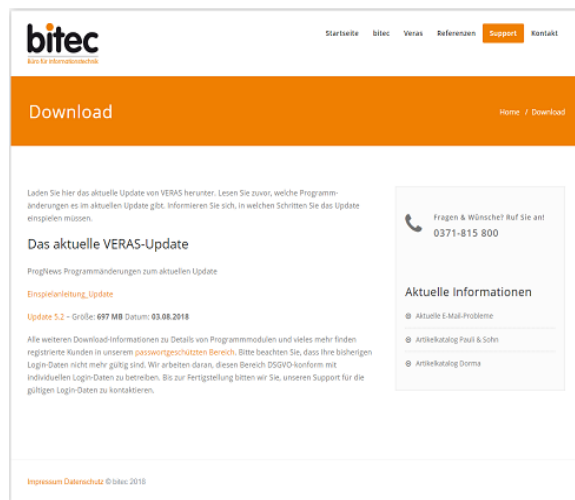 bitec
Büro für Informationstechnik
Startseite bitec Veras Referenzen Support Kontakt
Download
Home / Download
Laden Sie hier das aktuelle Update von VERAS herunter. Lesen Sie zuvor, welche Programm-
änderungen es im aktuellen Update gibt. Informieren Sie sich, in welchen Schritten Sie das Update
einspielen müssen.
Das aktuelle VERAS-Update
ProgNews Programmänderungen zum aktuellen Update
Einspielanleitung_Update
Update 5.2 – Größe: 697 MB Datum: 03.08.2018
Alle weiteren Download-Informationen zu Details von Programmmodulen und vieles mehr finden
registrierte Kunden in unserem passwortgeschützten Bereich. Bitte beachten Sie, dass Ihre bisherigen
Login-Daten nicht mehr gültig sind. Wir arbeiten daran, diesen Bereich DSGVO-konform mit
individuellen Login-Daten zu betreiben. Bis zur Fertigstellung bitten wir Sie, unseren Support für die
gültigen Login-Daten zu kontaktieren.
Fragen & Wünsche? Ruf Sie an!
0371-815 800
Aktuelle Informationen
Aktuelle E-Mail-Probleme
Artikelkatalog Pauli & Sohn
Artikelkatalog Dorma
Impressum Datenschutz © bitec 2018